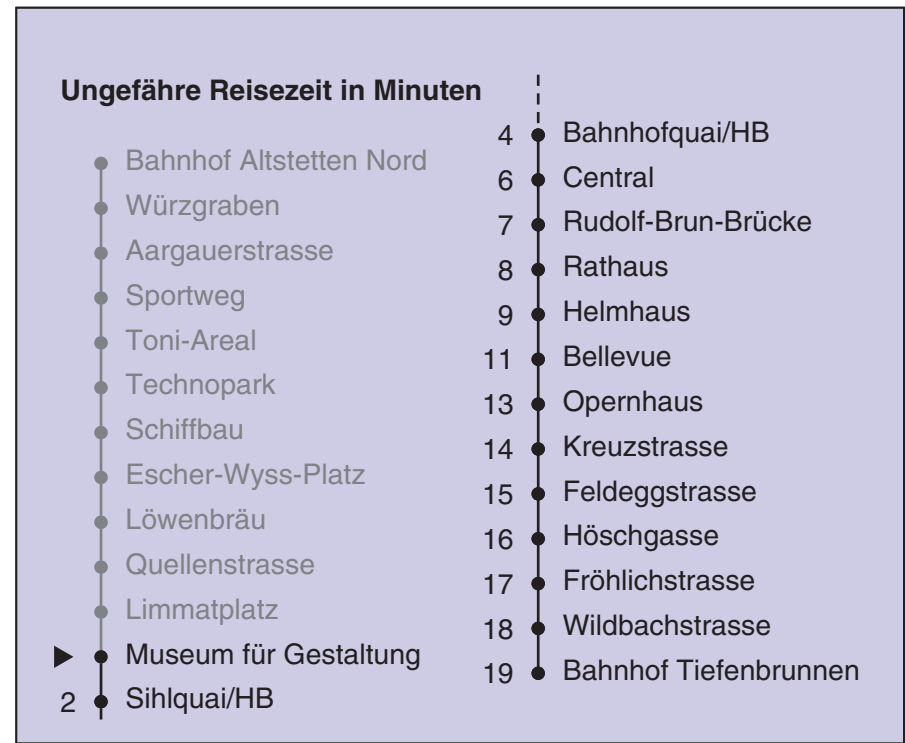 Ungefähre Reisezeit in Minuten
Bahnhof Altstetten Nord
Würzgraben
Aargauerstrasse
Sportweg
Toni-Areal
Technopark
Schiffbau
Escher-Wyss-Platz
Löwenbräu
Quellenstrasse
Limmatplatz
Museum für Gestaltung
2 Sihlquai/HB
4 Bahnhofquai/HB
6 Central
7 Rudolf-Brun-Brücke
8 Rathaus
9 Helmhaus
11 Bellevue
13 Opernhaus
14 Kreuzstrasse
15 Feldeggstrasse
16 Höschgasse
17 Fröhlichstrasse
18 Wildbachstrasse
19 Bahnhof Tiefenbrunnen